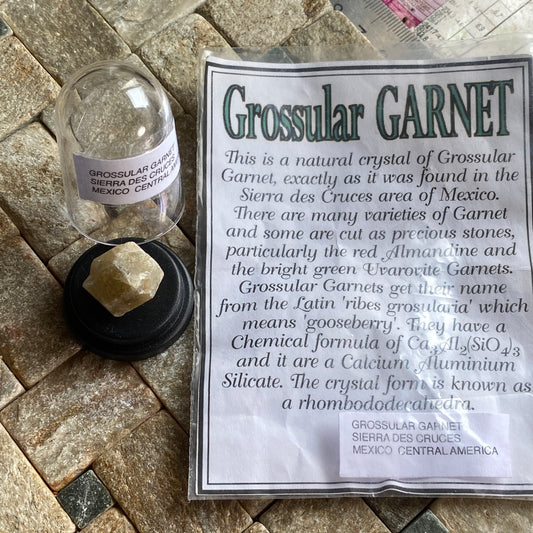 GROSSULAR GARNET
SIERRA DES CRUCES
MEXICO CENTRAL AMERICA
Grossular GARNET
This is a natural crystal of Grossular
Garnet, exactly as it was found in the
Sierra des Cruces area of Mexico.
There are many varieties of Garnet
and some are cut as precious stones,
particularly the red Almandine and
the bright green Uvarovite Garnets.
Grossular Garnets get their name
from the Latin 'ribes grosularia' which
means 'gooseberry'. They have a
Chemical formula of Ca3Al2(SiO4)3
and it are a Calcium Aluminium
Silicate. The crystal form is known as
a rhombododecahedra.
GROSSULAR GARNET
SIERRA DES CRUCES
MEXICO CENTRAL AMERICA